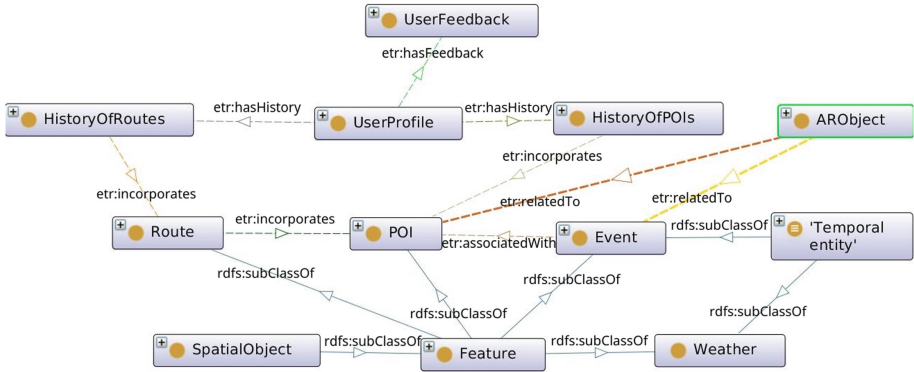 UserFeedback
etr:hasFeedback
etr:hasHistory
etr:hasHistory
HistoryOfRoutes
UserProfile
HistoryOfPOIs
ARObject
etr:incorporates
etr:incorporates
etr:relatedTo
etr:relatedTo
etr:incorporates
rdfs:subClassOf
Route
POI
etr:associatedWith
Event
'Temporal
entity'
rdfs:subClassOf
rdfs:subClassOf
rdfs:subClassOf
rdfs:subClassOf
SpatialObject
rdfs:subClassOf
Feature
rdfs:subClassOf
Weather